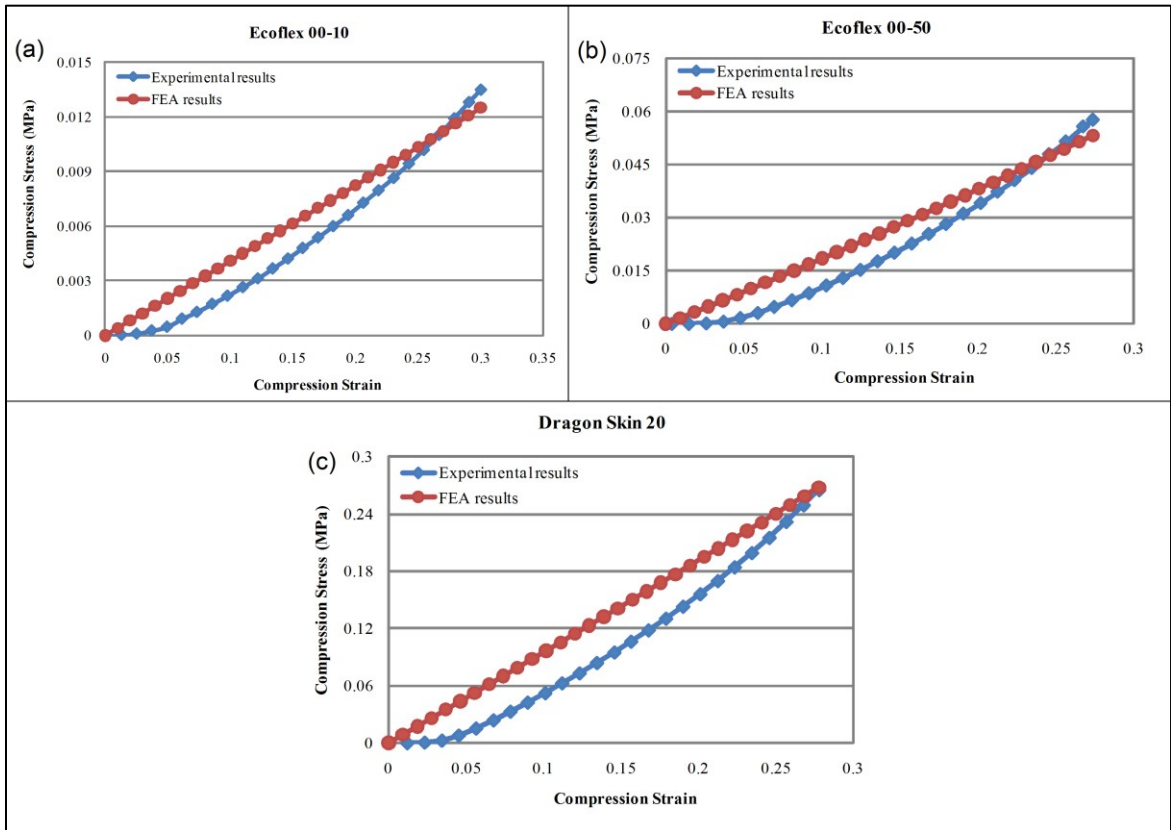 Ecoflex 00-10
(a)
0.015
0.012
0.009
0.006
0.003
0
Compression Stress (MPa)
Experimental results
FEA results
0 0.05 0.1 0.15 0.2 0.25 0.3 0.35
Compression Strain
Ecoflex 00-50
(b)
0.075
0.06
0.045
0.03
0.015
0
Compression Stress (MPa)
Experimental results
FEA results
0 0.05 0.1 0.15 0.2 0.25 0.3
Compression Strain
Dragon Skin 20
(c)
0.3
0.24
0.18
0.12
0.06
0
Compression Stress (MPa)
Experimental results
FEA results
0 0.05 0.1 0.15 0.2 0.25 0.3
Compression Strain